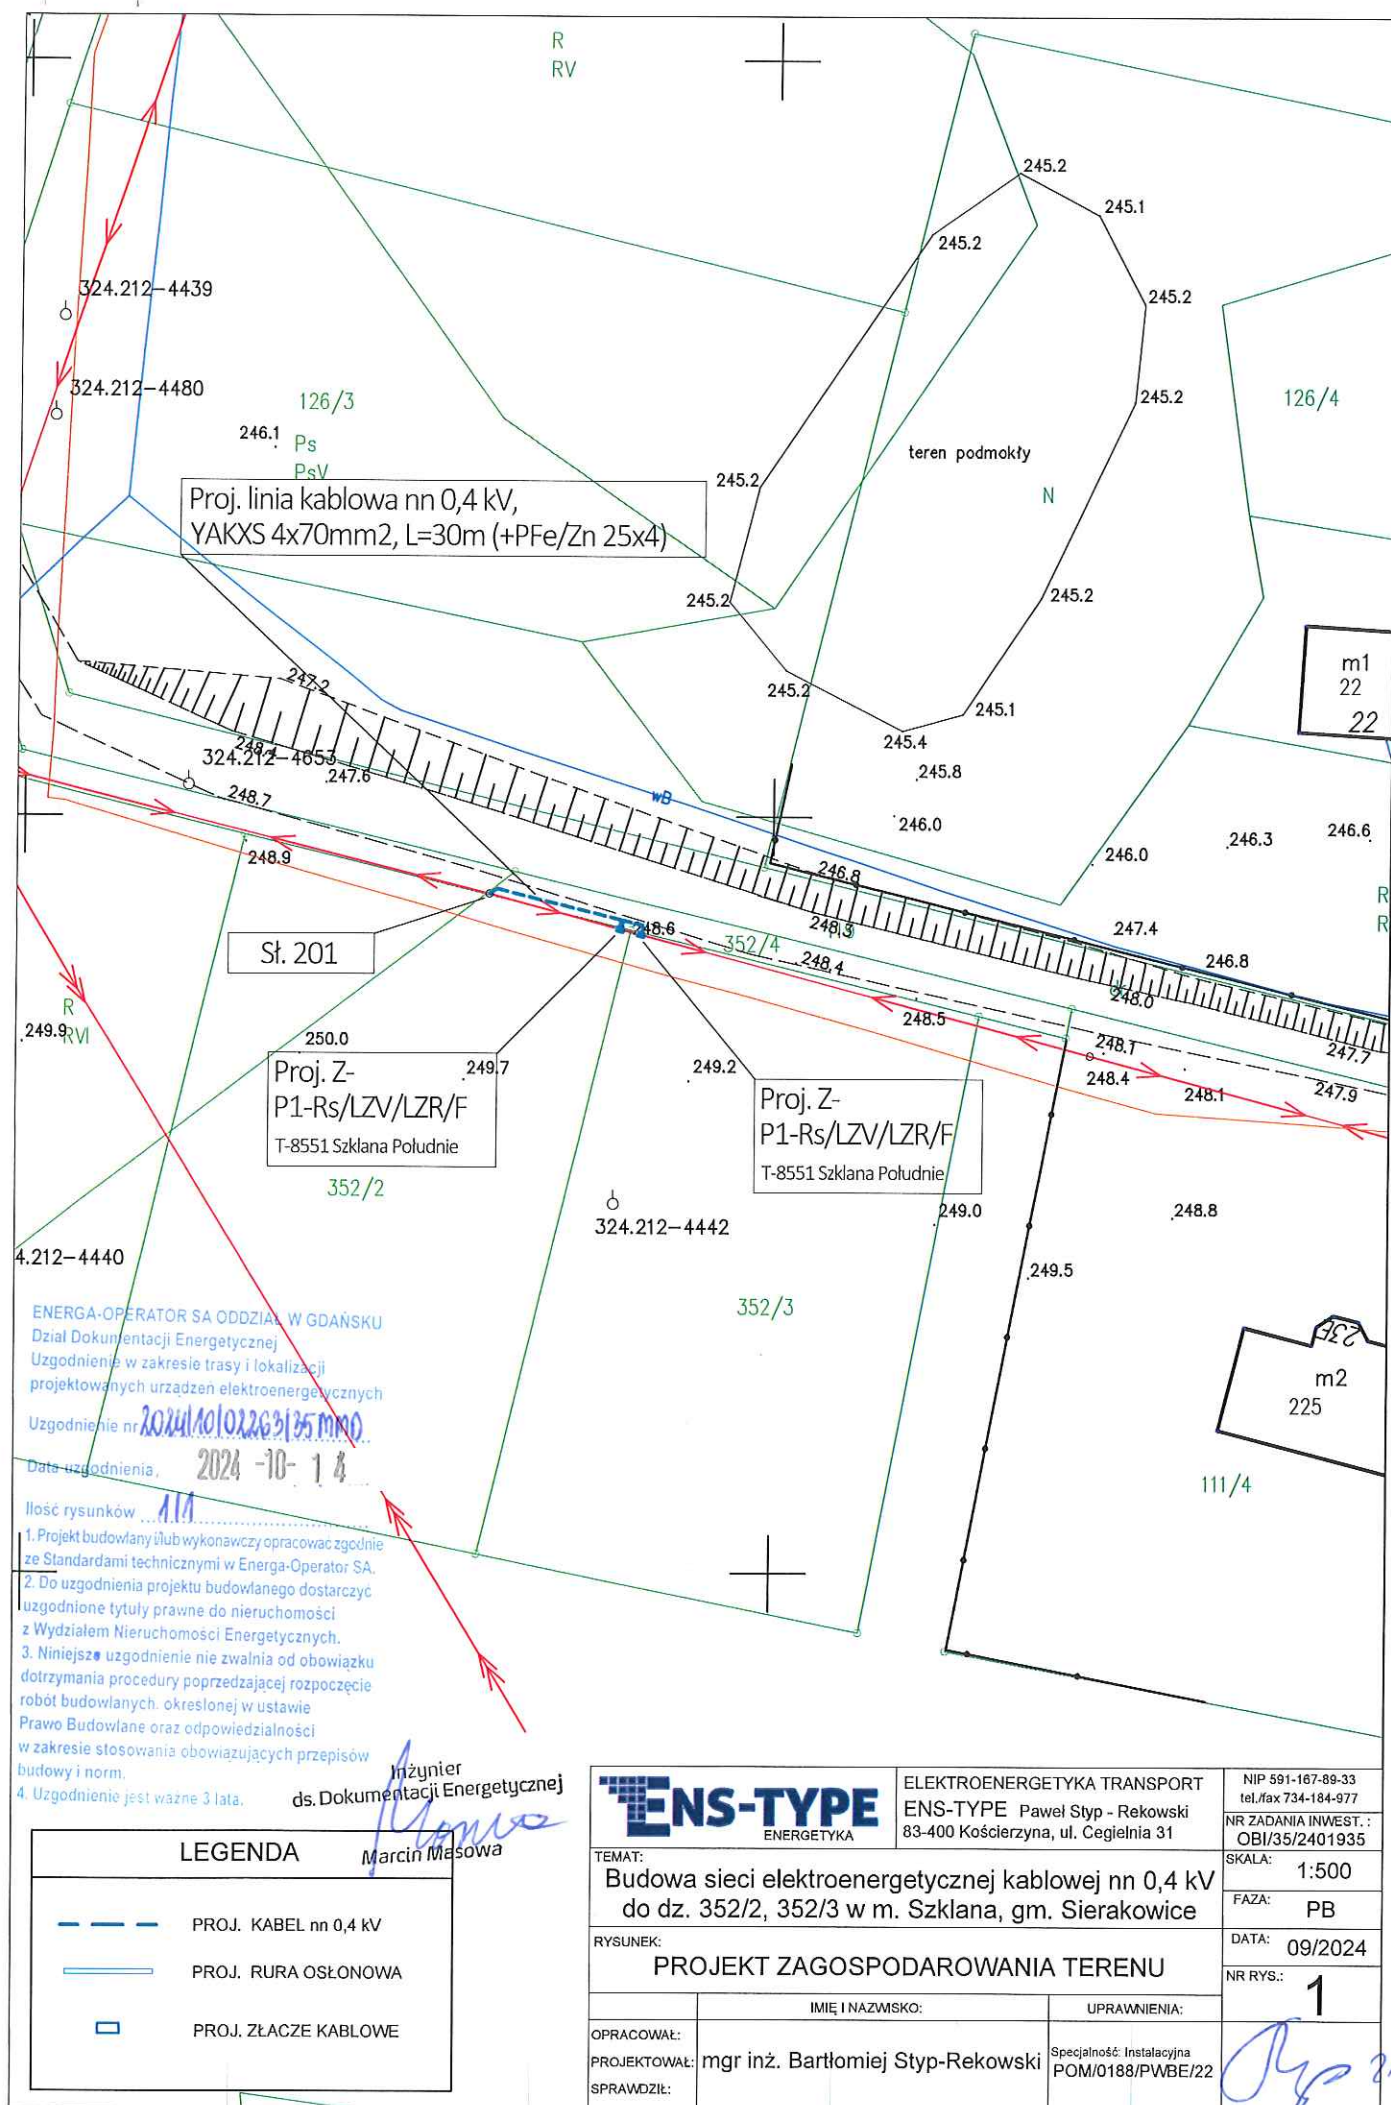 R
RV
245.2
245.1
245.2
245.2
324.212-4439
324.212-4480
126/3
246.1
Ps
PsV
245.2
126/4
teren podmokły
245.2
N
Proj. linia kablowa nn 0,4 kV,
YAKXS 4x70mm2, L=30m (+PFe/Zn 25x4)
245.2
245.2
m1
22
22
247.2
245.2
245.1
245.4
248.4
324.212-4653
247.6
245.8
248.7
wB
246.0
246.3
246.6
248.9
246.8
246.0
R
R
Sł. 201
248.6
352/4
248.3
248.4
247.4
246.8
248.0
R
RVI
249.9
250.0
248.5
248.1
247.7
248.4
248.1
247.9
Proj. Z-
P1-Rs/LZV/LZR/F
T-8551 Szklana Południe
249.7
249.2
Proj. Z-
P1-Rs/LZV/LZR/F
T-8551 Szklana Południe
352/2
324.212-4442
249.0
248.8
4.212-4440
249.5
352/3
ENERGA-OPERATOR SA ODDZIAŁ W GDAŃSKU
Dział Dokumentacji Energetycznej
Uzgodnienie w zakresie trasy i lokalizacji
projektowanych urządzeń elektroenergetycznych
Uzgodnienie nr 2024/10/02263/35MMD
Data uzgodnienia, 2024 -10- 14
Ilość rysunków 1/1
m2
225
111/4
1. Projekt budowlany i/lub wykonawczy opracować zgodnie
ze Standardami technicznymi w Energa-Operator SA.
2. Do uzgodnienia projektu budowlanego dostarczyć
uzgodnione tytuły prawne do nieruchomości
z Wydziałem Nieruchomości Energetycznych.
3. Niniejsze uzgodnienie nie zwalnia od obowiązku
dotrzymania procedury poprzedzającej rozpoczęcie
robót budowlanych. określonej w ustawie
Prawo Budowlane oraz odpowiedzialności
w zakresie stosowania obowiązujących przepisów
budowy i norm.
4. Uzgodnienie jest ważne 3 lata.
Inżynier
ds. Dokumentacji Energetycznej
Marcin Masowa
LEGENDA
PROJ. KABEL nn 0,4 kV
PROJ. RURA OSŁONOWA
PROJ. ZŁACZE KABLOWE
ENS-TYPE
ENERGETYKA
ELEKTROENERGETYKA TRANSPORT
ENS-TYPE Paweł Styp - Rekowski
83-400 Kościerzyna, ul. Cegielnia 31
NIP 591-167-89-33
tel./fax 734-184-977
NR ZADANIA INWEST. :
OBI/35/2401935
TEMAT:
Budowa sieci elektroenergetycznej kablowej nn 0,4 kV
do dz. 352/2, 352/3 w m. Szklana, gm. Sierakowice
SKALA: 1:500
FAZA: PB
RYSUNEK:
PROJEKT ZAGOSPODAROWANIA TERENU
DATA: 09/2024
NR RYS.: 1
IMIĘ I NAZWISKO:
UPRAWNIENIA:
OPRACOWAŁ:
PROJEKTOWAŁ:
SPRAWDZIŁ:
mgr inż. Bartłomiej Styp-Rekowski
Specjalność: Instalacyjna
POM/0188/PWBE/22